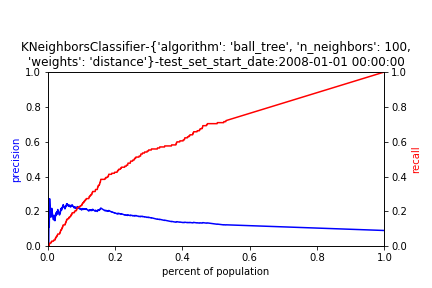 KNeighborsClassifier-{'algorithm': 'ball_tree', 'n_neighbors': 100,
'weights': 'distance'}-test_set_start_date:2008-01-01 00:00:00
1.0
0.8
0.6
0.4
0.2
0.0
precision
1.0
0.8
0.6
0.4
0.2
0.0
recall
0.0 0.2 0.4 0.6 0.8 1.0
percent of population